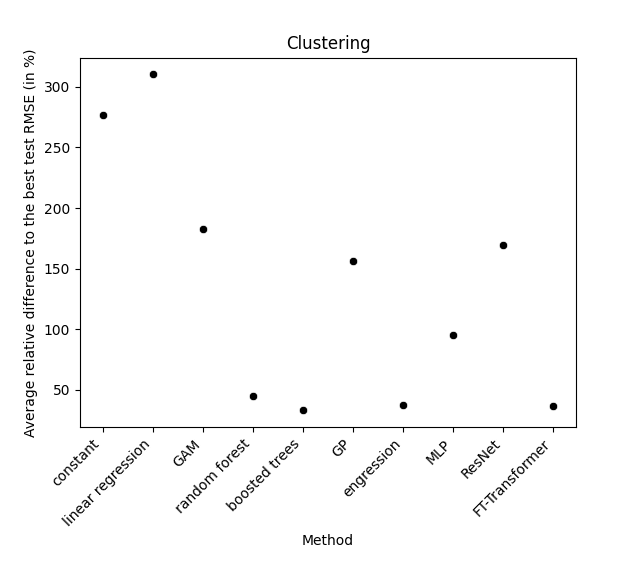 Clustering
Average relative difference to the best test RMSE (in %)
300
250
200
150
100
50
constant
linear regression
GAM
random forest
boosted trees
GP
engression
MLP
ResNet
FT-Transformer
Method